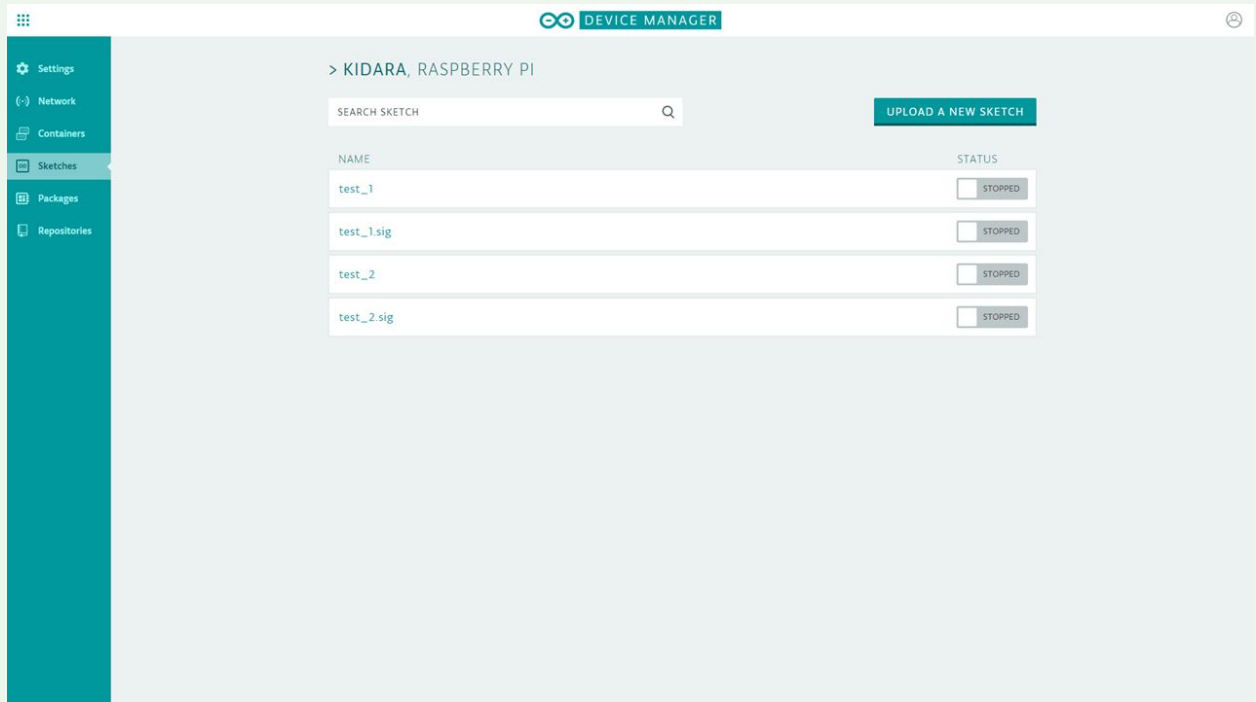 DEVICE MANAGER
Settings
Network
Containers
Sketches
Packages
Repositories
> KIDARA, RASPBERRY PI
SEARCH SKETCH
UPLOAD A NEW SKETCH
NAME STATUS
test_1 STOPPED
test_1.sig STOPPED
test_2 STOPPED
test_2.sig STOPPED